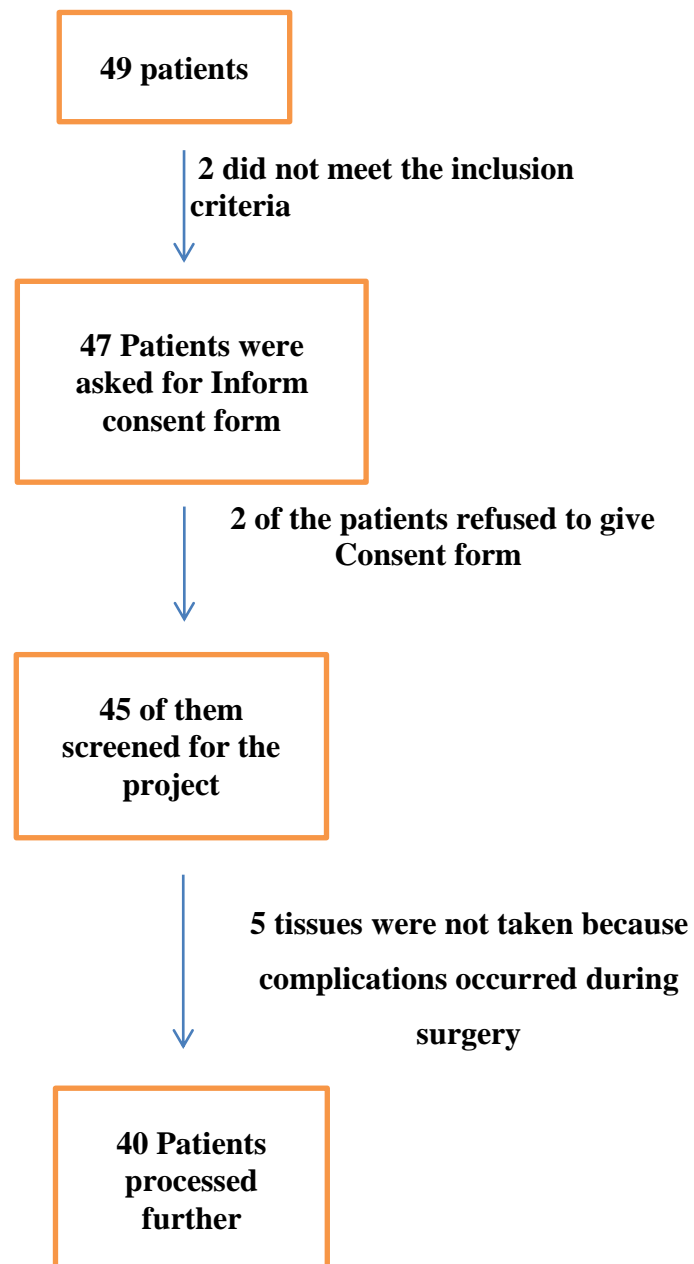 49 patients
2 did not meet the inclusion
criteria
47 Patients were
asked for Inform
consent form
2 of the patients refused to give
Consent form
45 of them
screened for the
project
5 tissues were not taken because
complications occurred during
surgery
40 Patients
processed
further